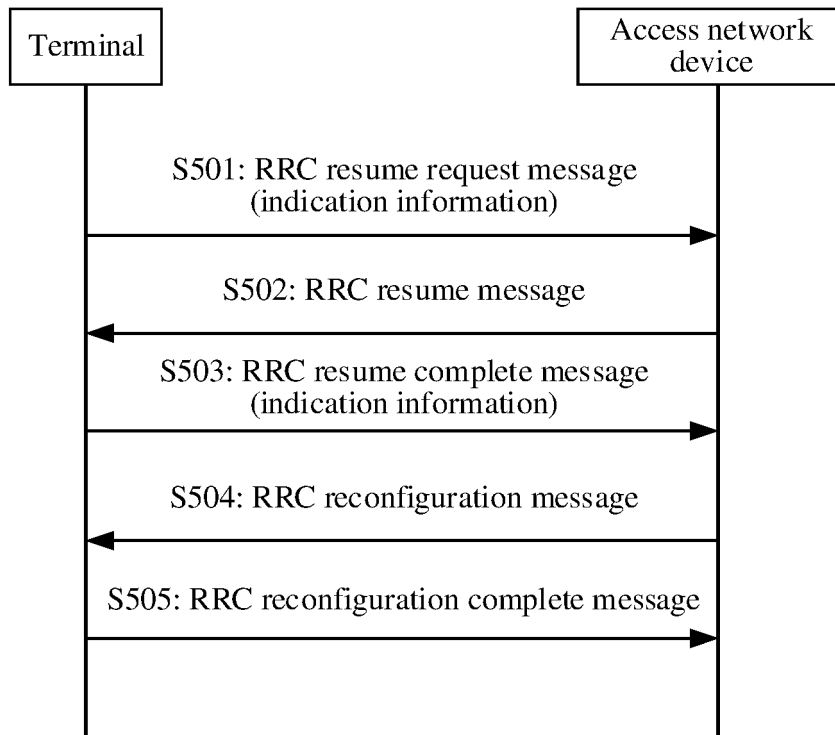 Terminal
Access network
device
S501: RRC resume request message
(indication information)
S502: RRC resume message
S503: RRC resume complete message
(indication information)
S504: RRC reconfiguration message
S505: RRC reconfiguration complete message